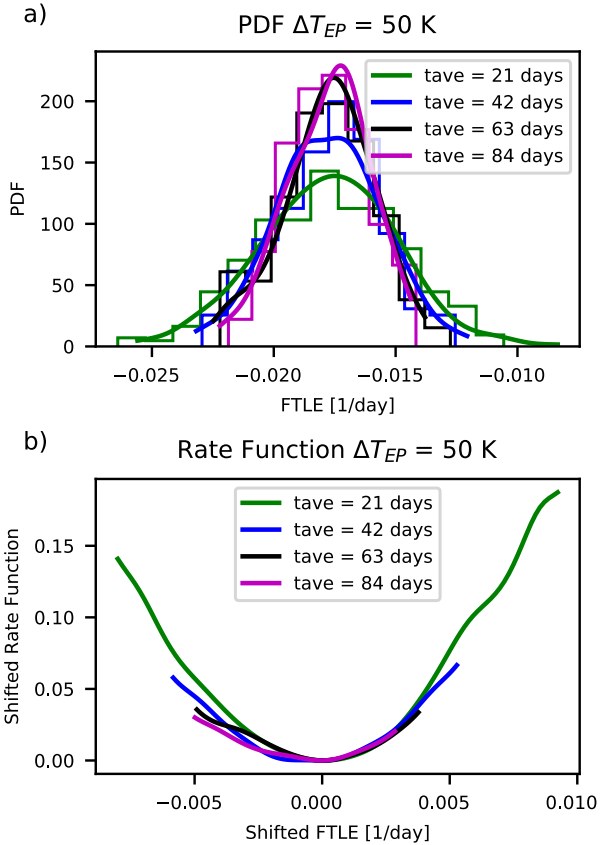 a)
PDF ΔT_EP = 50 K
tave = 21 days
tave = 42 days
tave = 63 days
tave = 84 days
PDF
200
150
100
50
0
−0.025
−0.020
−0.015
−0.010
FTLE [1/day]
b)
Rate Function ΔT_EP = 50 K
tave = 21 days
tave = 42 days
tave = 63 days
tave = 84 days
Shifted Rate Function
0.15
0.10
0.05
0.00
−0.005
0.000
0.005
0.010
Shifted FTLE [1/day]